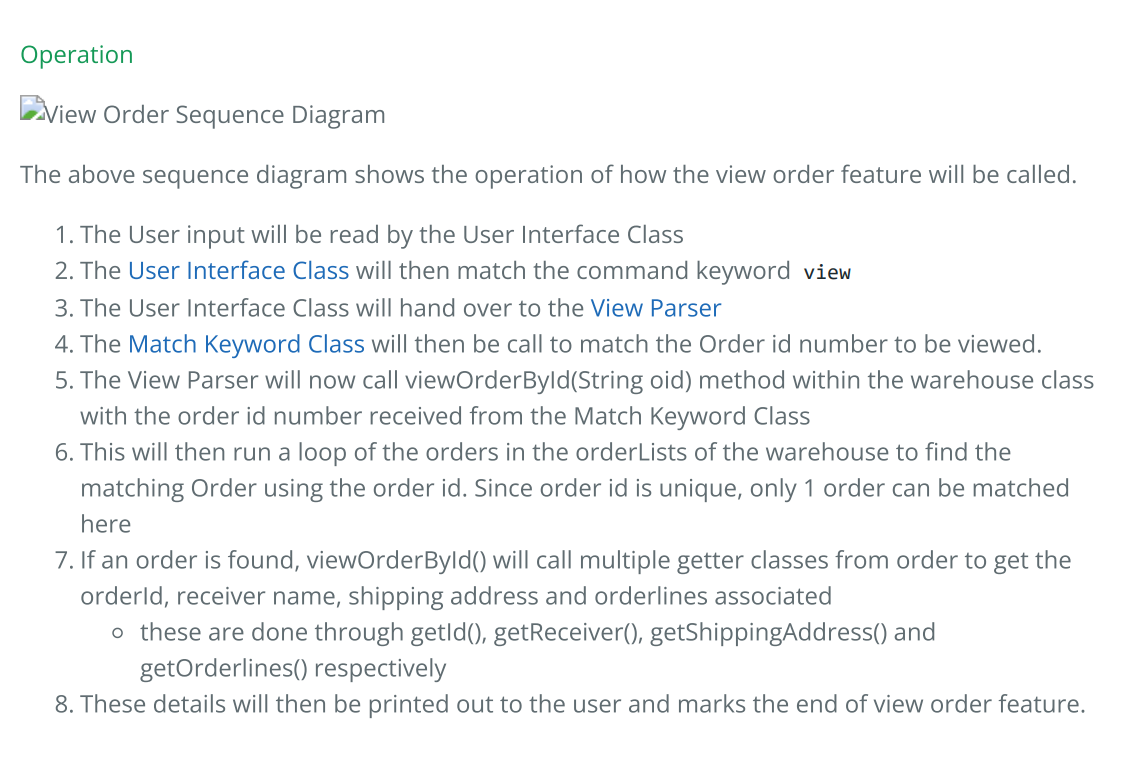 Operation
View Order Sequence Diagram
The above sequence diagram shows the operation of how the view order feature will be called.
1. The User input will be read by the User Interface Class
2. The User Interface Class will then match the command keyword view
3. The User Interface Class will hand over to the View Parser
4. The Match Keyword Class will then be call to match the Order id number to be viewed.
5. The View Parser will now call viewOrderById(String oid) method within the warehouse class
with the order id number received from the Match Keyword Class
6. This will then run a loop of the orders in the orderLists of the warehouse to find the
matching Order using the order id. Since order id is unique, only 1 order can be matched
here
7. If an order is found, viewOrderById() will call multiple getter classes from order to get the
orderId, receiver name, shipping address and orderlines associated
○ these are done through getId(), getReceiver(), getShippingAddress() and
getOrderlines() respectively
8. These details will then be printed out to the user and marks the end of view order feature.